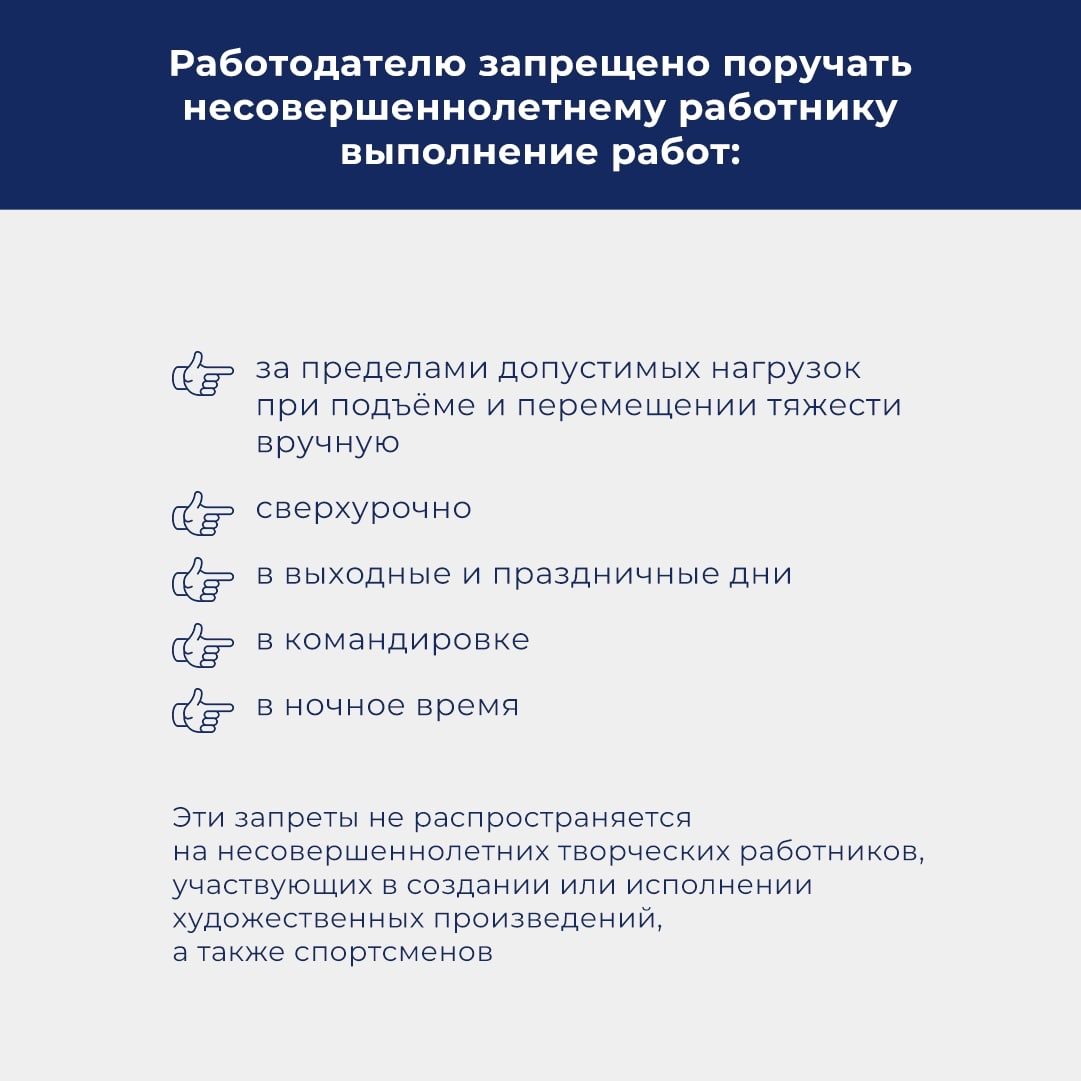 Работодателю запрещено поручать
несовершеннолетнему работнику
выполнение работ:
за пределами допустимых нагрузок
при подъёме и перемещении тяжести
вручную
сверхурочно
в выходные и праздничные дни
в командировке
в ночное время
Эти запреты не распространяется
на несовершеннолетних творческих работников,
участвующих в создании или исполнении
художественных произведений,
а также спортсменов